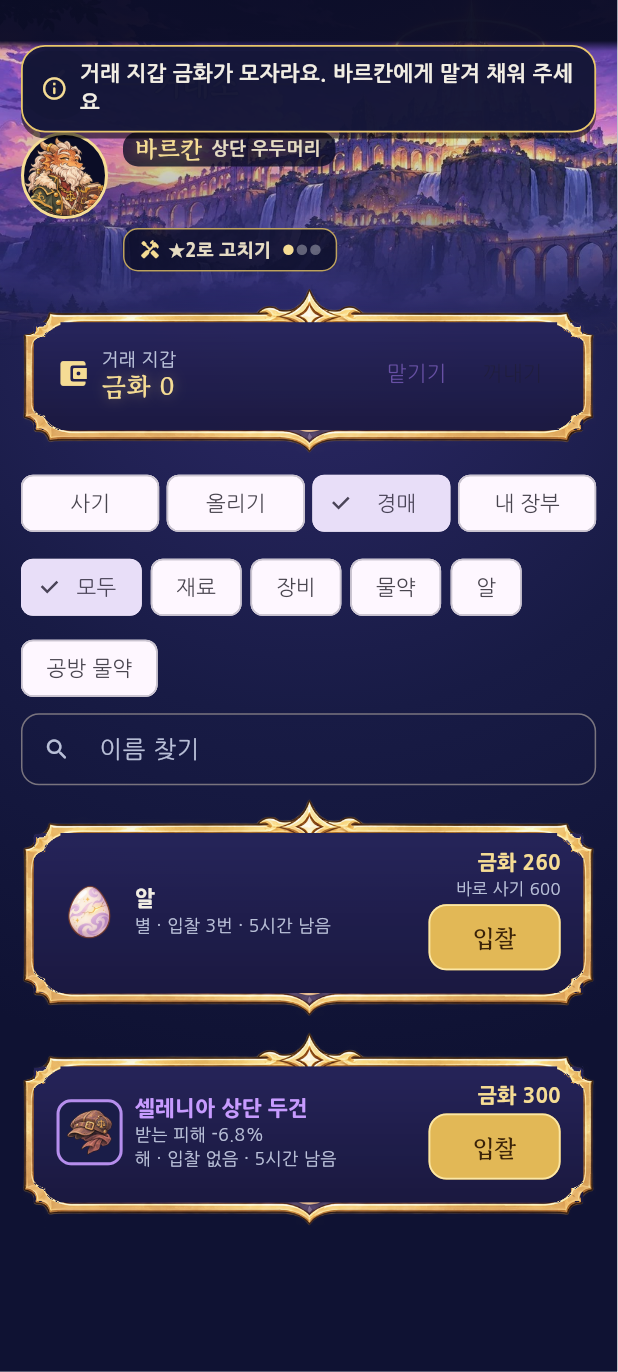 거래 지갑 금화가 모자라요. 바르칸에게 맡겨 채워 주세
요
바르칸 상단 우두머리
★2로 고치기
거래 지갑
금화 0
맡기기
사기
올리기
경매
내 장부
모두
재료
장비
물약
알
공방 물약
이름 찾기
금화 260
바로 사기 600
알
별 · 입찰 3번 · 5시간 남음
입찰
금화 300
셀레니아 상단 두건
받는 피해 -6.8%
해 · 입찰 없음 · 5시간 남음
입찰